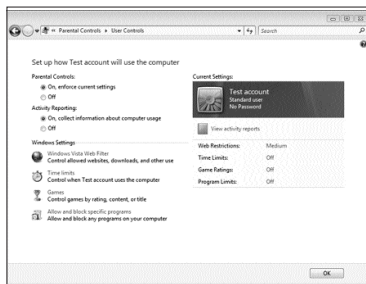 « Parental Controls ▸ User Controls
Search
Set up how Test account will use the computer
Parental Controls:
On, enforce current settings
Off
Activity Reporting:
On, collect information about computer usage
Off
Windows Settings
Windows Vista Web Filter
Control allowed websites, downloads, and other use
Time limits
Control when Test account uses the computer
Games
Control games by rating, content, or title
Allow and block specific programs
Allow and block any programs on your computer
Current Settings:
Test account
Standard user
No Password
View activity reports
Web Restrictions: Medium
Time Limits: Off
Game Ratings: Off
Program Limits: Off
OK